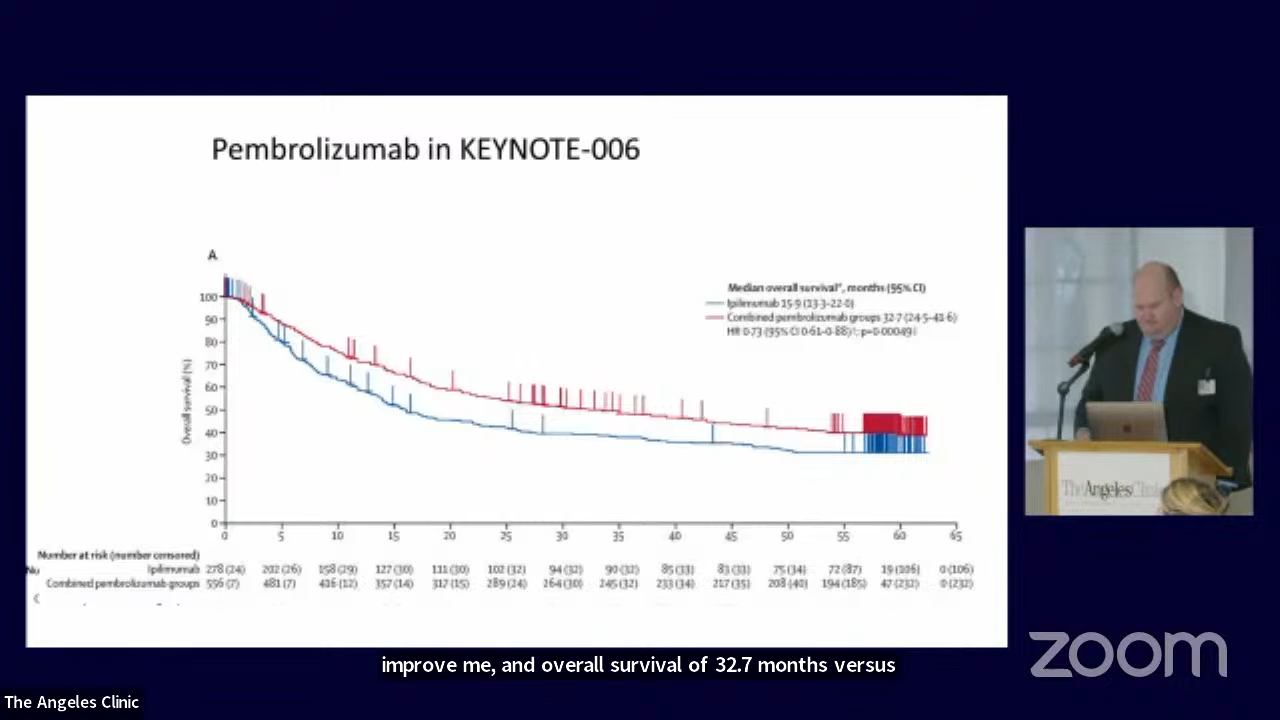 Pembrolizumab in KEYNOTE-006
A
Median overall survival*, months (95% CI)
Ipilimumab 15·9 (13·3–22·0)
Combined pembrolizumab groups 32·7 (24·5–41·6)
HR 0·73 (95% CI 0·61–0·88)†; p=0·00049
Overall survival (%)
100
90
80
70
60
50
40
30
20
10
0
0 5 10 15 20 25 30 35 40 45 50 55 60 65
Number at risk (number censored)
Ipilimumab 278 (24) 202 (26) 158 (29) 127 (30) 111 (30) 102 (32) 94 (32) 90 (32) 85 (33) 83 (33) 75 (34) 72 (87) 19 (106) 0 (106)
Combined pembrolizumab groups 556 (7) 481 (7) 416 (12) 357 (14) 317 (15) 289 (24) 264 (30) 245 (32) 233 (34) 217 (35) 208 (40) 194 (185) 47 (232) 0 (232)
The Angeles Clinic
improve me, and overall survival of 32.7 months versus
zoom
The Angeles Clinic